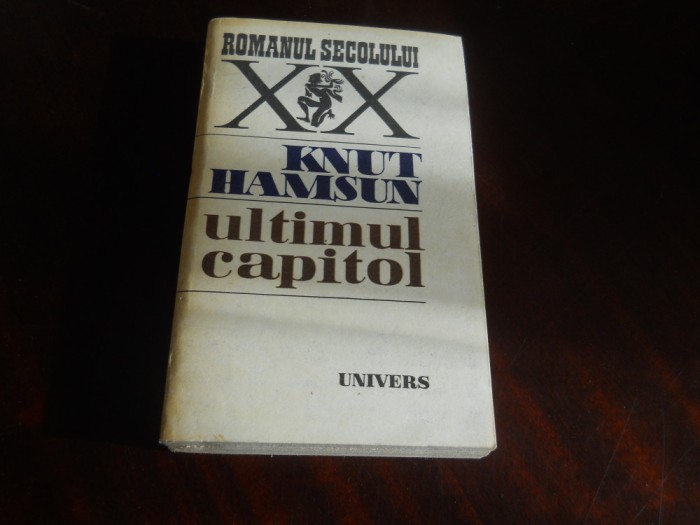 ROMANUL SECOLULUI
XX
KNUT
HAMSUN
ultimul
capitol
UNIVERS